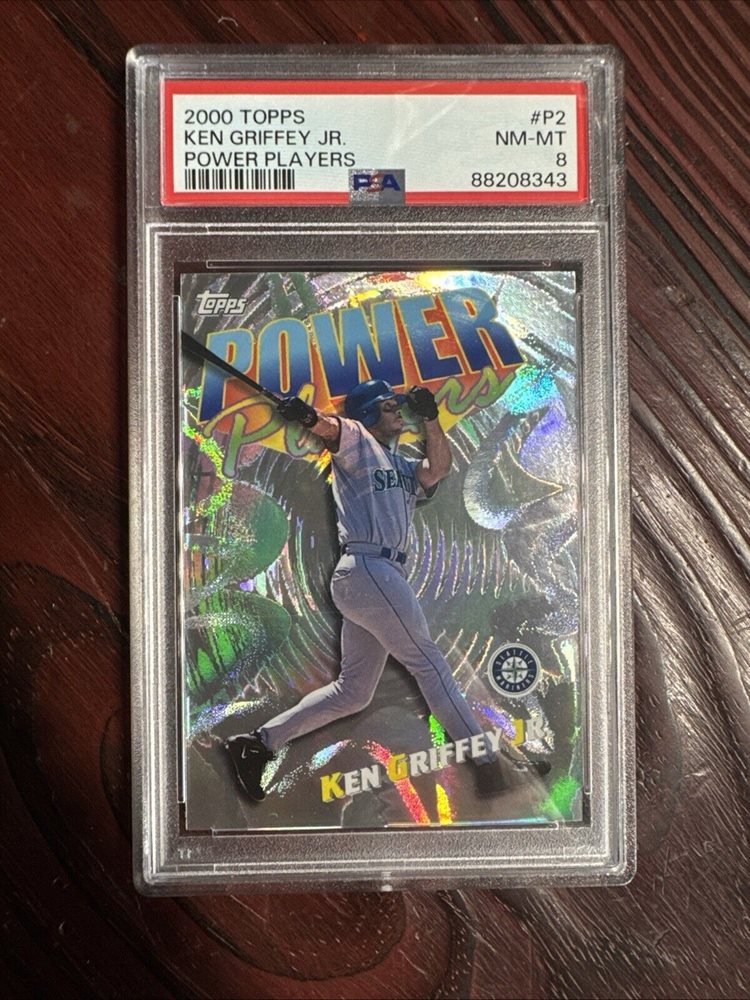 2000 TOPPS #P2
KEN GRIFFEY JR. NM-MT
POWER PLAYERS 8
PSA 88208343
topps
POWER
Players
SEA
KEN GRIFFEY JR.